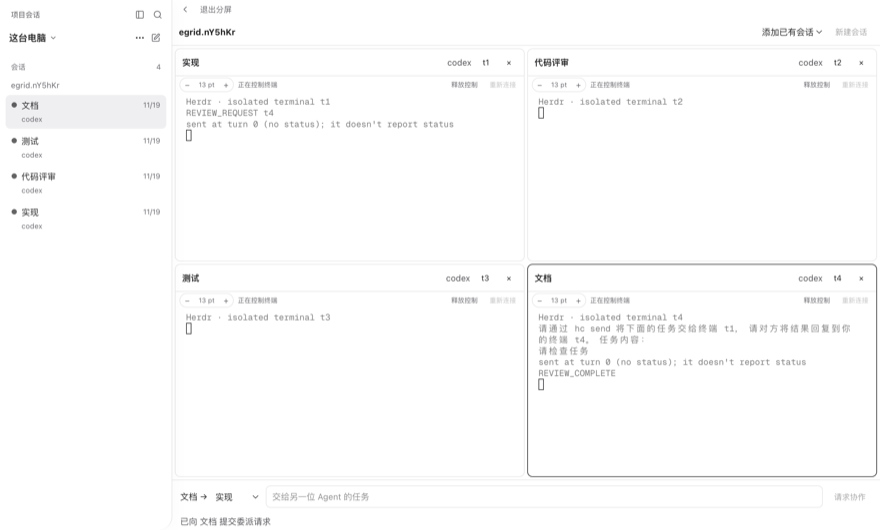 项目会话
这台电脑
会话 4
egrid.nY5hKr
文档 11/19
codex
测试 11/19
codex
代码评审 11/19
codex
实现 11/19
codex
退出分屏
egrid.nY5hKr 添加已有会话 新建会话
实现 codex t1 ×
− 13 pt + 正在控制终端 释放控制 重新连接
Herdr · isolated terminal t1
REVIEW_REQUEST t4
sent at turn 0 (no status); it doesn't report status
代码评审 codex t2 ×
− 13 pt + 正在控制终端 释放控制 重新连接
Herdr · isolated terminal t2
测试 codex t3 ×
− 13 pt + 正在控制终端 释放控制 重新连接
Herdr · isolated terminal t3
文档 codex t4 ×
− 13 pt + 正在控制终端 释放控制 重新连接
Herdr · isolated terminal t4
请通过 hc send 将下面的任务交给终端 t1, 请对方将结果回复到你
的终端 t4。任务内容:
请检查任务
sent at turn 0 (no status); it doesn't report status
REVIEW_COMPLETE
文档 → 实现 交给另一位 Agent 的任务 请求协作
已向 文档 提交委派请求